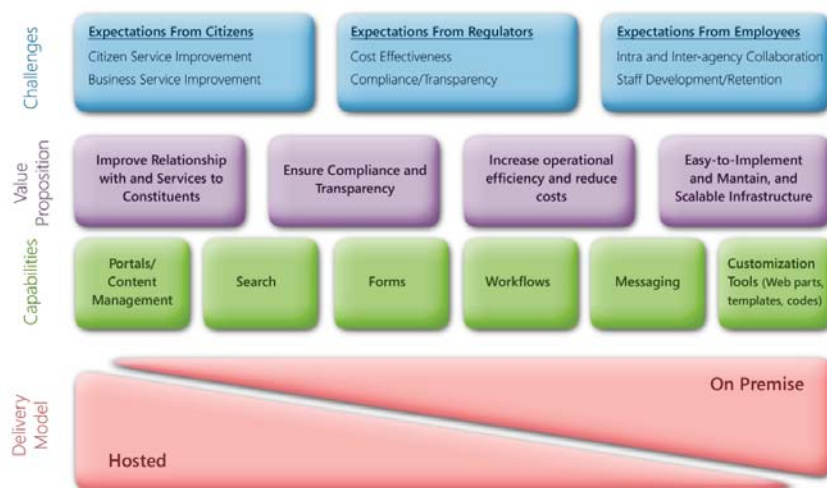 Challenges
Expectations From Citizens
Citizen Service Improvement
Business Service Improvement
Expectations From Regulators
Cost Effectiveness
Compliance/Transparency
Expectations From Employees
Intra and Inter-agency Collaboration
Staff Development/Retention
Value
Proposition
Improve Relationship
with and Services to
Constituents
Ensure Compliance and
Transparency
Increase operational
efficiency and reduce
costs
Easy-to-Implement
and Mantain, and
Scalable Infrastructure
Capabilities
Portals/
Content
Management
Search
Forms
Workflows
Messaging
Customization
Tools (Web parts,
templates, codes)
Delivery
Model
On Premise
Hosted